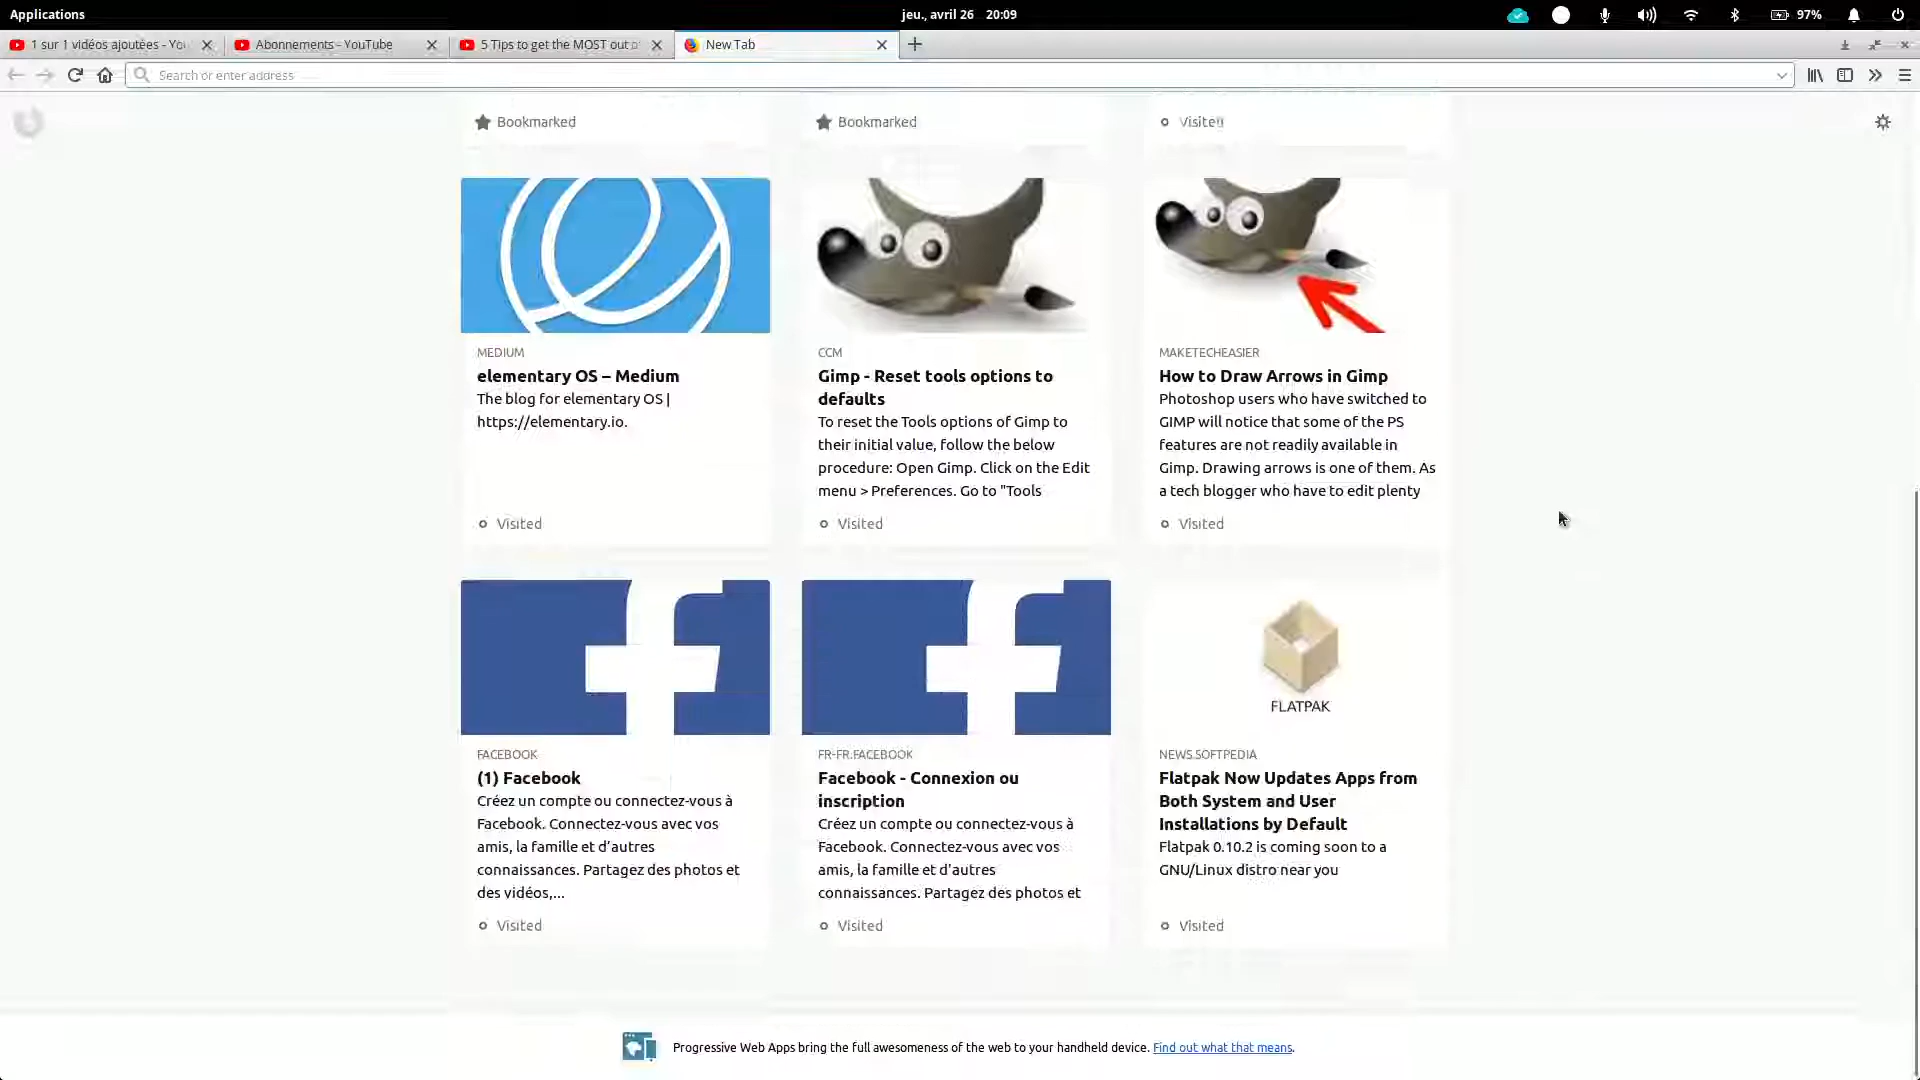 Applications
jeu., avril 26 20:09
97%
1 sur 1 vidéos ajoutées - Yo
Abonnements - YouTube
5 Tips to get the MOST out o
New Tab
Search or enter address
Bookmarked
Bookmarked
Visited
MEDIUM
elementary OS – Medium
The blog for elementary OS |
https://elementary.io.
Visited
CCM
Gimp - Reset tools options to
defaults
To reset the Tools options of Gimp to
their initial value, follow the below
procedure: Open Gimp. Click on the Edit
menu > Preferences. Go to "Tools
Visited
MAKETECHEASIER
How to Draw Arrows in Gimp
Photoshop users who have switched to
GIMP will notice that some of the PS
features are not readily available in
Gimp. Drawing arrows is one of them. As
a tech blogger who have to edit plenty
Visited
FACEBOOK
(1) Facebook
Créez un compte ou connectez-vous à
Facebook. Connectez-vous avec vos
amis, la famille et d’autres
connaissances. Partagez des photos et
des vidéos,...
Visited
FR-FR.FACEBOOK
Facebook - Connexion ou
inscription
Créez un compte ou connectez-vous à
Facebook. Connectez-vous avec vos
amis, la famille et d'autres
connaissances. Partagez des photos et
Visited
FLATPAK
NEWS.SOFTPEDIA
Flatpak Now Updates Apps from
Both System and User
Installations by Default
Flatpak 0.10.2 is coming soon to a
GNU/Linux distro near you
Visited
Progressive Web Apps bring the full awesomeness of the web to your handheld device. Find out what that means.